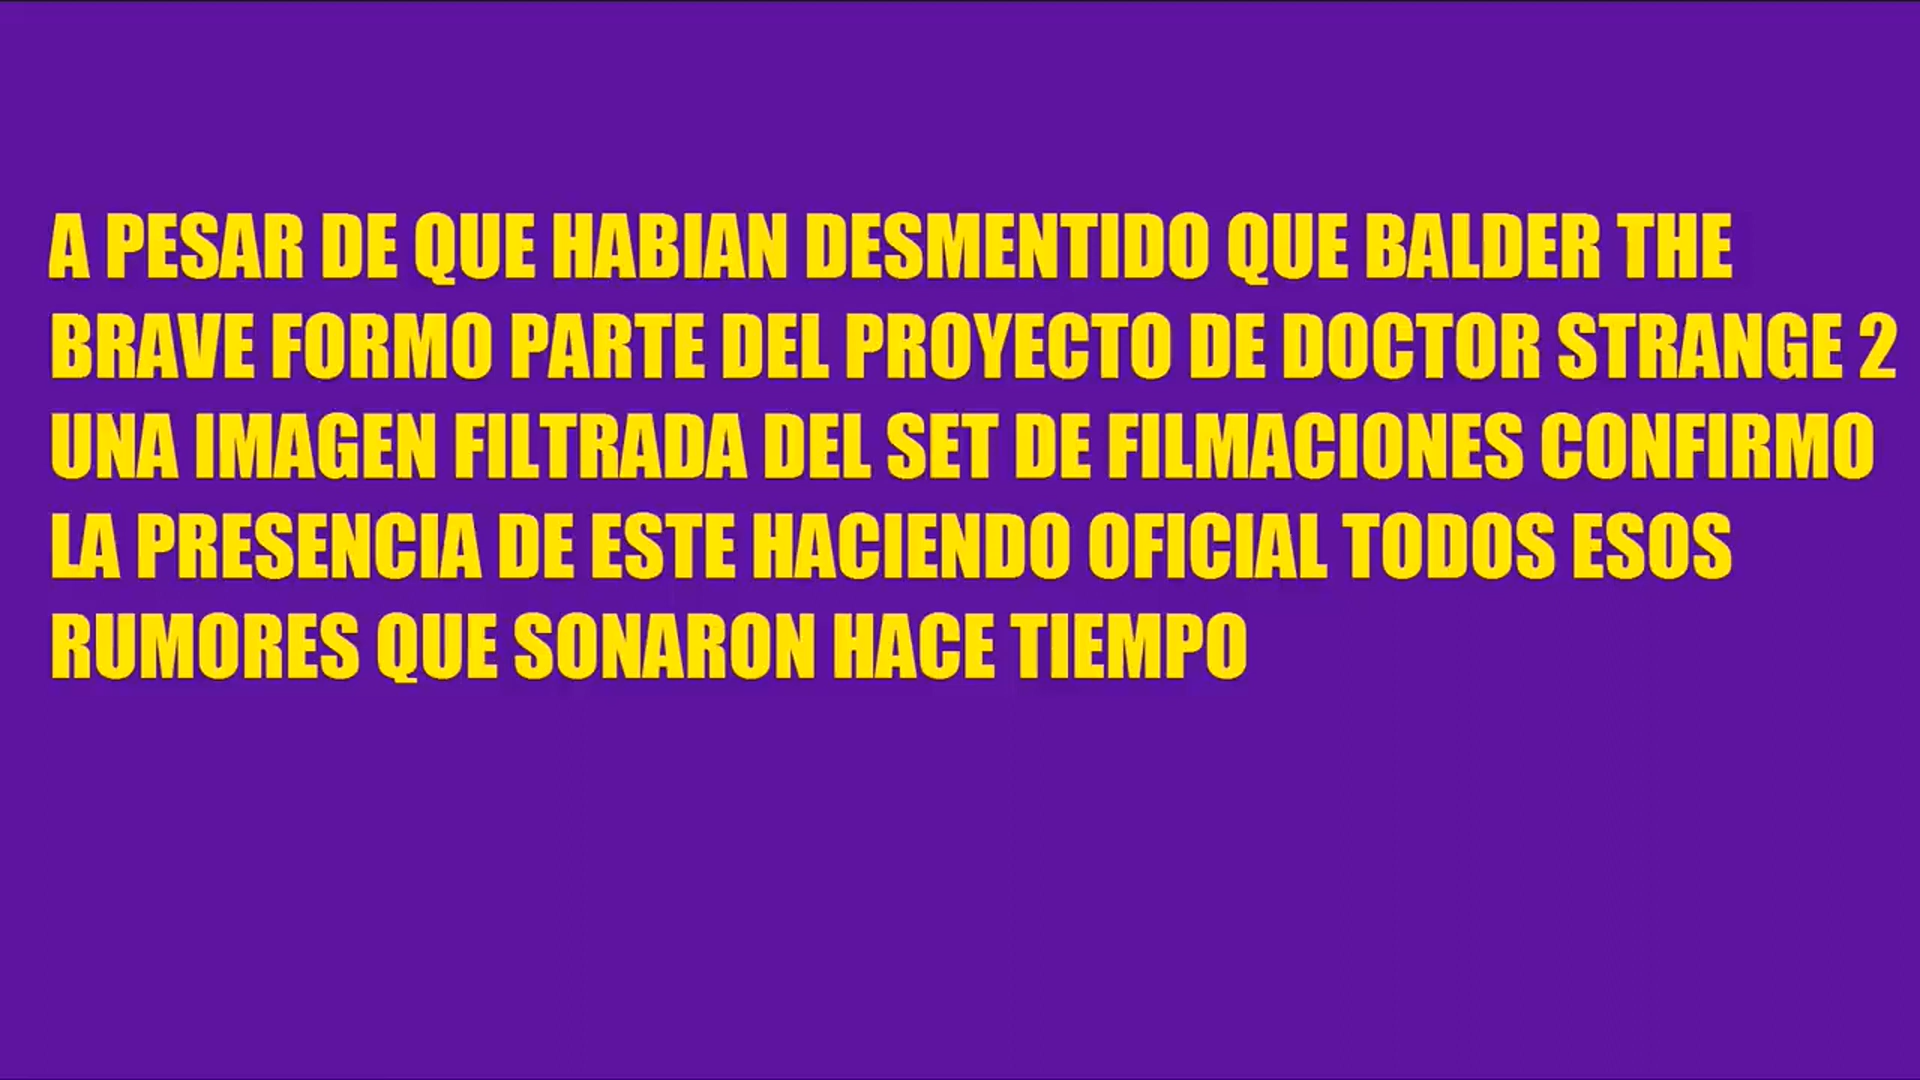 A PESAR DE QUE HABIAN DESMENTIDO QUE BALDER THE
BRAVE FORMO PARTE DEL PROYECTO DE DOCTOR STRANGE 2
UNA IMAGEN FILTRADA DEL SET DE FILMACIONES CONFIRMO
LA PRESENCIA DE ESTE HACIENDO OFICIAL TODOS ESOS
RUMORES QUE SONARON HACE TIEMPO